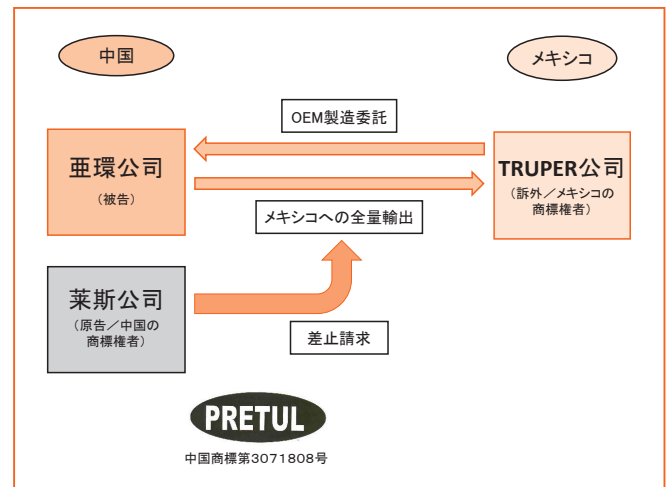 中国
メキシコ
OEM製造委託
亜環公司
(被告)
TRUPER公司
(訴外/メキシコの
商標権者)
メキシコへの全量輸出
莱斯公司
(原告/中国の
商標権者)
差止請求
PRETUL
中国商標第3071808号